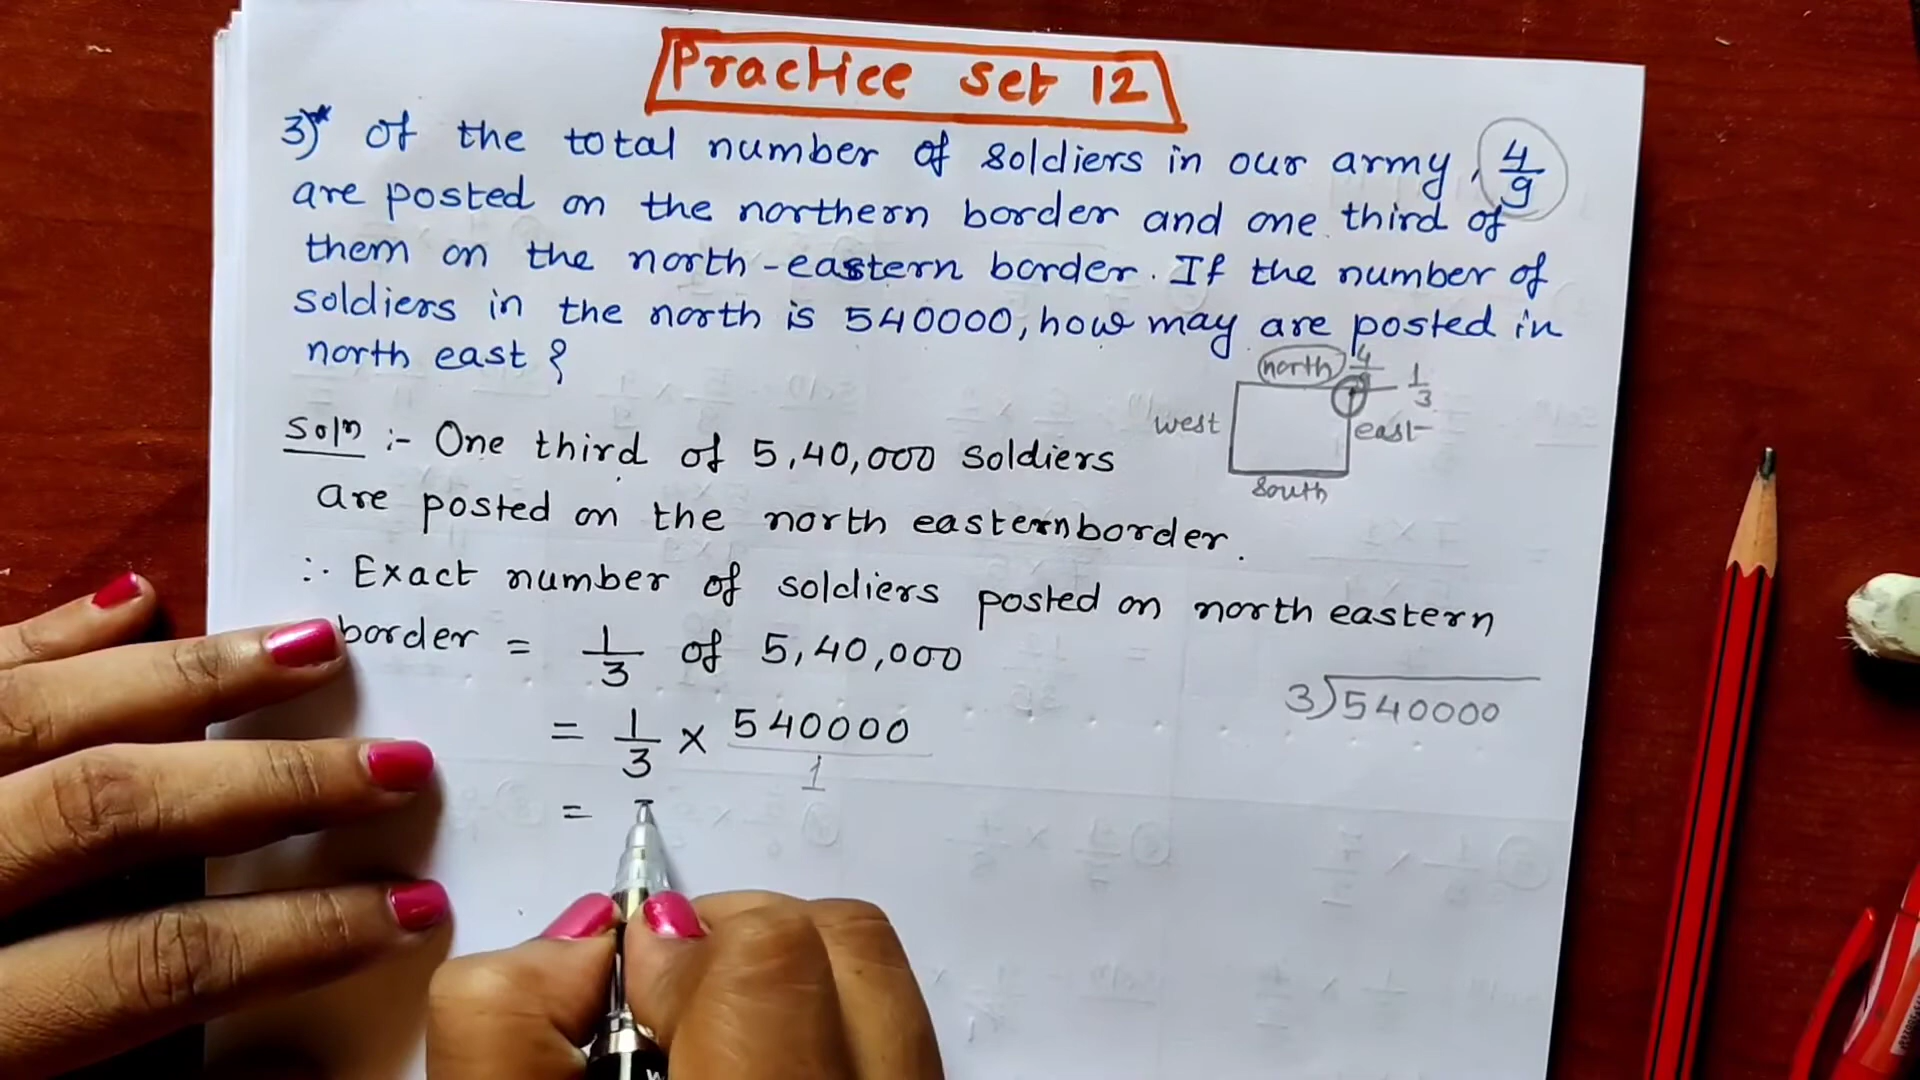 Practice Set 12
3)* Of the total number of soldiers in our army, 4/9
are posted on the northern border and one third of
them on the north-eastern border. If the number of
soldiers in the north is 540000, how may are posted in
north east ?
north 4/9 1/3
west
east
south
Soln :- One third of 5,40,000 soldiers
are posted on the north eastern border.
∴ Exact number of soldiers posted on north eastern
border = 1/3 of 5,40,000
= 1/3 × 540000/1
3)540000
=